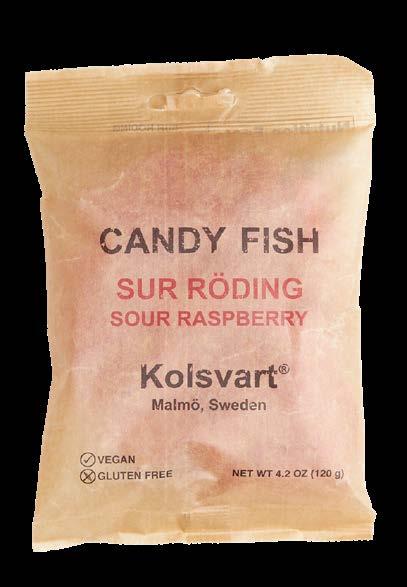 CANDY FISH
SUR RÖDING
SOUR RASPBERRY
Kolsvart®
Malmö, Sweden
VEGAN
GLUTEN FREE
NET WT 4.2 OZ (120 g)